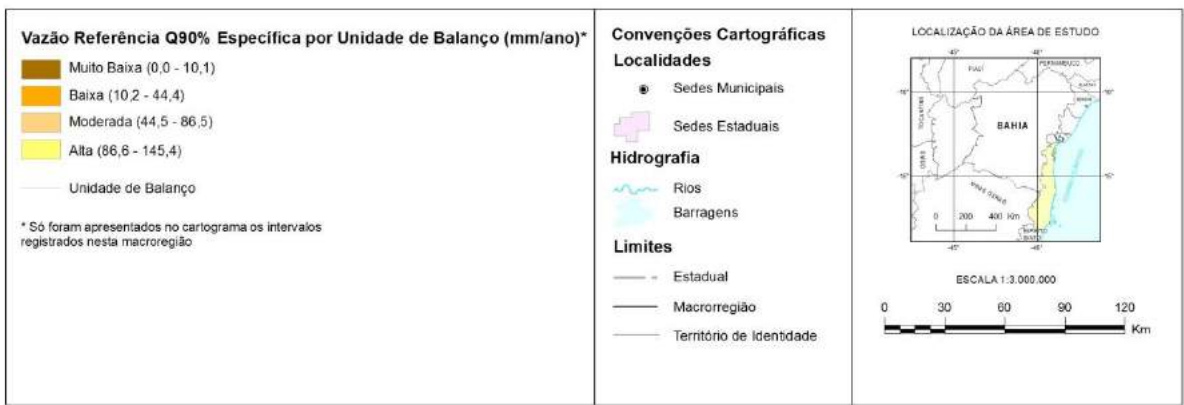 Vazão Referência Q90% Específica por Unidade de Balanço (mm/ano)*
Muito Baixa (0,0 - 10,1)
Baixa (10,2 - 44,4)
Moderada (44,5 - 86,5)
Alta (86,6 - 145,4)
Unidade de Balanço
* Só foram apresentados no cartograma os intervalos
registrados nesta macroregião
Convenções Cartográficas
Localidades
Sedes Municipais
Sedes Estaduais
Hidrografia
Rios
Barragens
Limites
Estadual
Macrorregião
Território de Identidade
LOCALIZAÇÃO DA ÁREA DE ESTUDO
PIAUÍ
PERNAMBUCO
TOCANTINS
BAHIA
GOIÁS
MINAS GERAIS
0 200 400 Km
ESCALA 1:3.000.000
0 30 60 90 120
Km